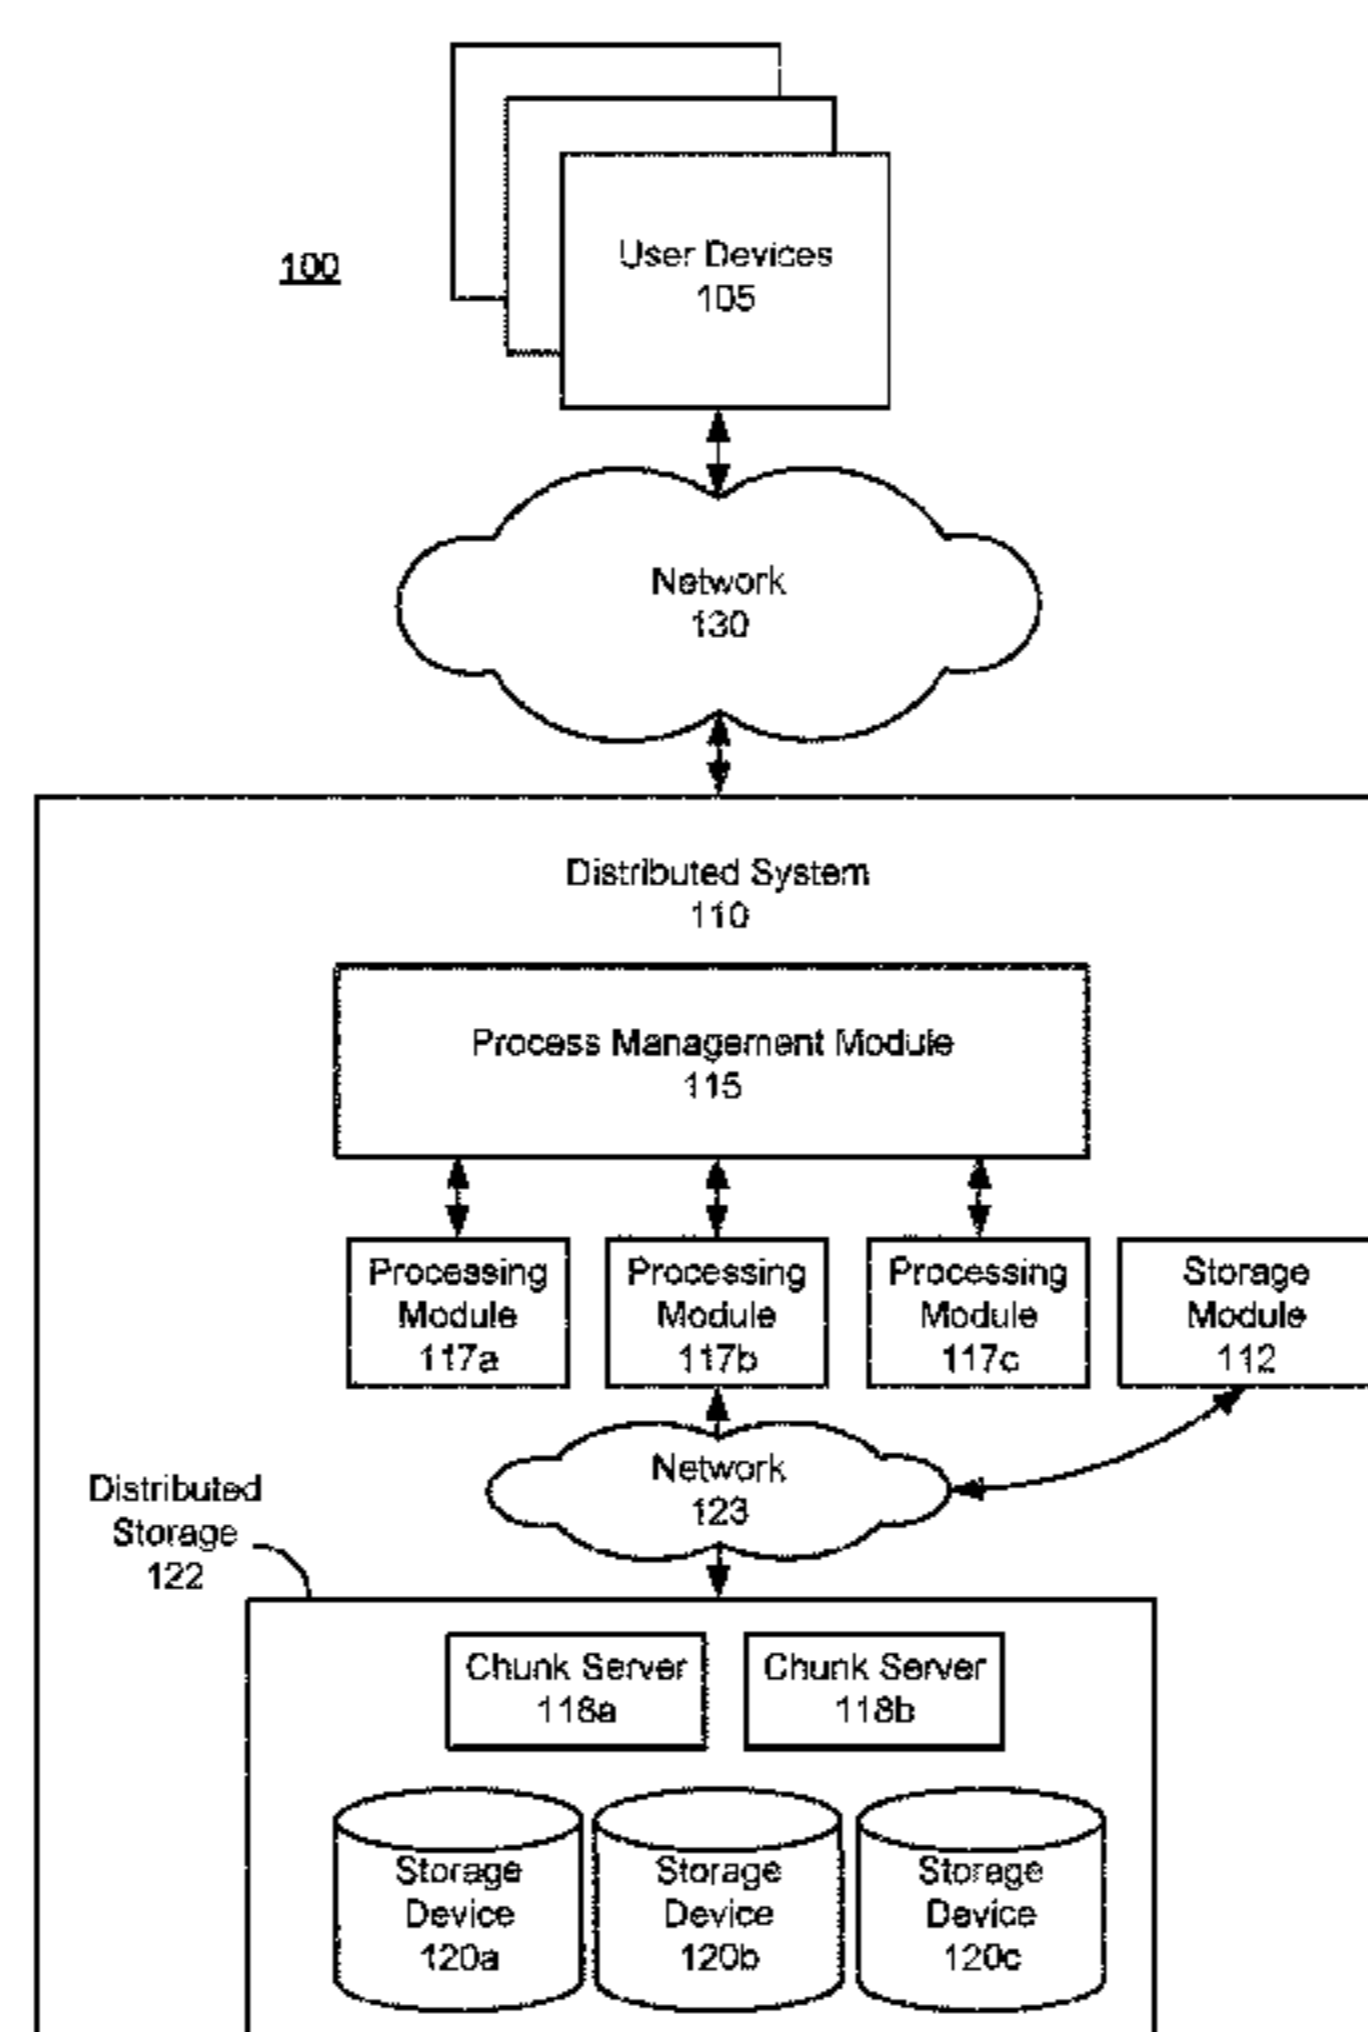 100
User Devices
105
Network
130
Distributed System
110
Process Management Module
115
Processing
Module
117a
Processing
Module
117b
Processing
Module
117c
Storage
Module
112
Network
123
Distributed
Storage
122
Chunk Server
118a
Chunk Server
118b
Storage
Device
120a
Storage
Device
120b
Storage
Device
120c